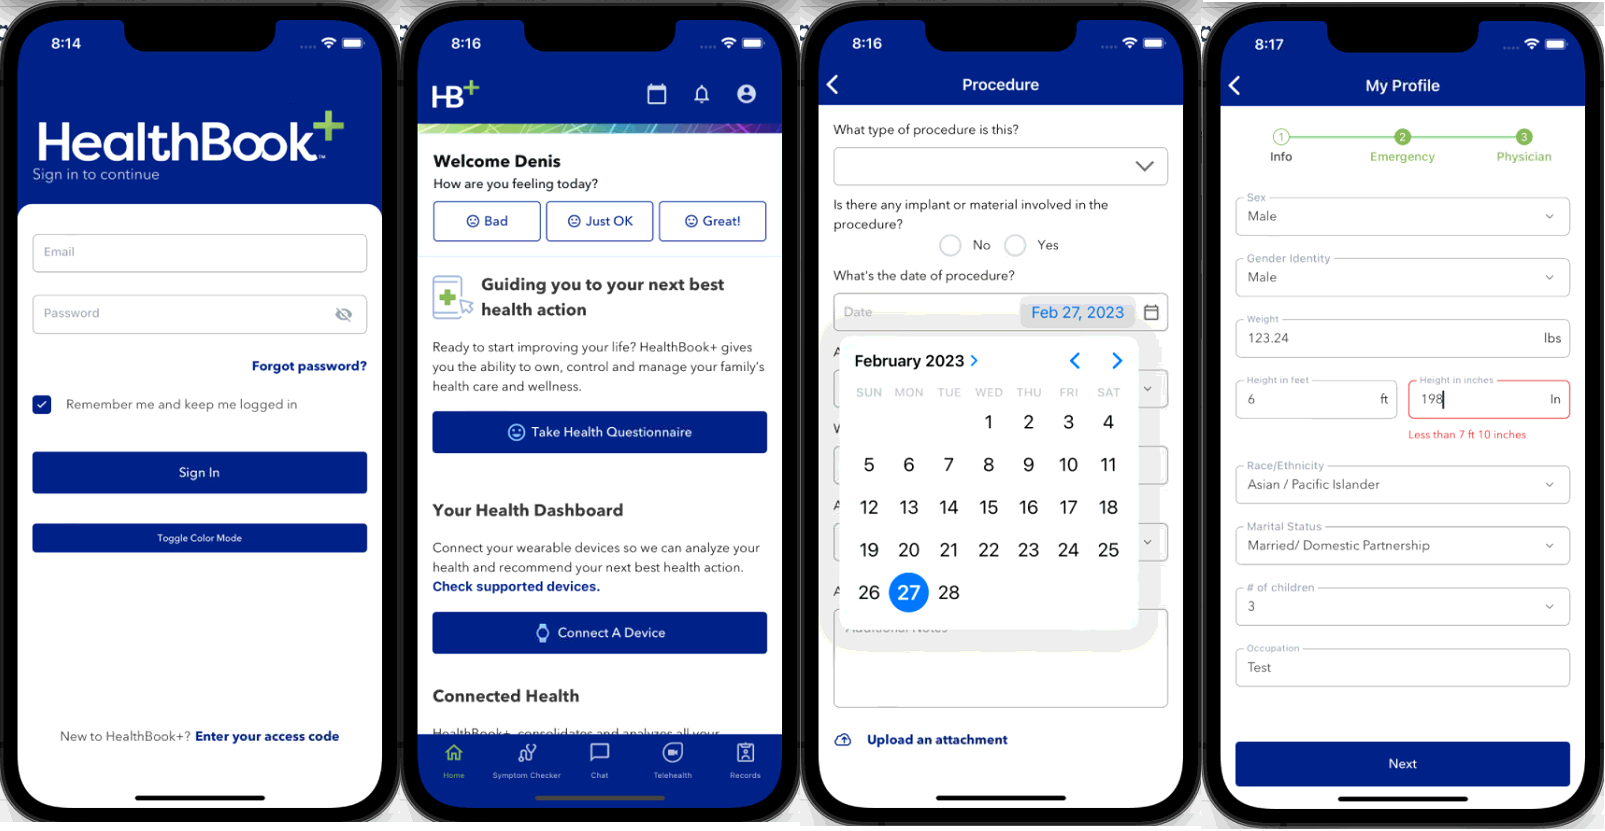 8:14
HealthBook+™
Sign in to continue
Email
Password
Forgot password?
Remember me and keep me logged in
Sign In
Toggle Color Mode
New to HealthBook+? Enter your access code
8:16
HB+
Welcome Denis
How are you feeling today?
Bad
Just OK
Great!
Guiding you to your next best
health action
Ready to start improving your life? HealthBook+ gives
you the ability to own, control and manage your family's
health care and wellness.
Take Health Questionnaire
Your Health Dashboard
Connect your wearable devices so we can analyze your
health and recommend your next best health action.
Check supported devices.
Connect A Device
Connected Health
HealthBook+ consolidates and analyzes all your
Home
Symptom Checker
Chat
Telehealth
Records
8:16
Procedure
What type of procedure is this?
Is there any implant or material involved in the
procedure?
No
Yes
What's the date of procedure?
Date
Feb 27, 2023
February 2023
SUN MON TUE WED THU FRI SAT
1 2 3 4
5 6 7 8 9 10 11
12 13 14 15 16 17 18
19 20 21 22 23 24 25
26 27 28
Additional Notes
Upload an attachment
8:17
My Profile
1 2 3
Info Emergency Physician
Sex
Male
Gender Identity
Male
Weight
123.24 lbs
Height in feet
6 ft
Height in inches
198 In
Less than 7 ft 10 inches
Race/Ethnicity
Asian / Pacific Islander
Marital Status
Married/ Domestic Partnership
# of children
3
Occupation
Test
Next